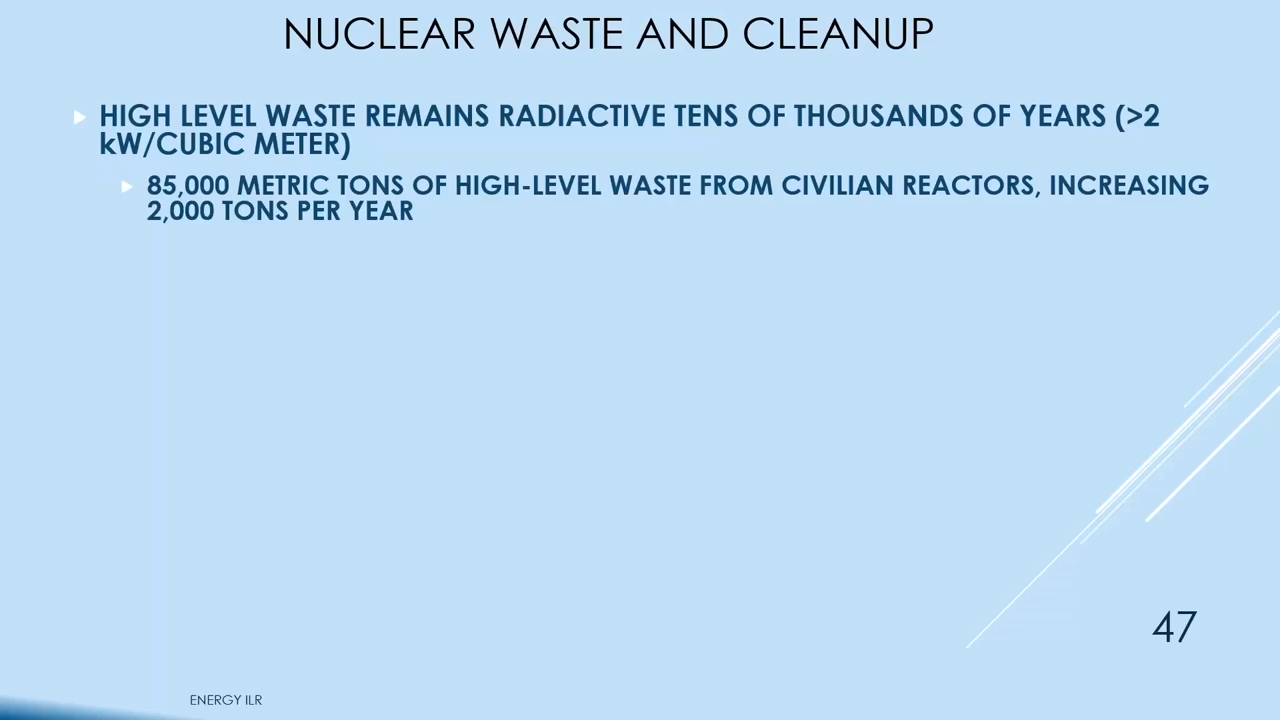 NUCLEAR WASTE AND CLEANUP
HIGH LEVEL WASTE REMAINS RADIACTIVE TENS OF THOUSANDS OF YEARS (>2
kW/CUBIC METER)
85,000 METRIC TONS OF HIGH-LEVEL WASTE FROM CIVILIAN REACTORS, INCREASING
2,000 TONS PER YEAR
47
ENERGY ILR